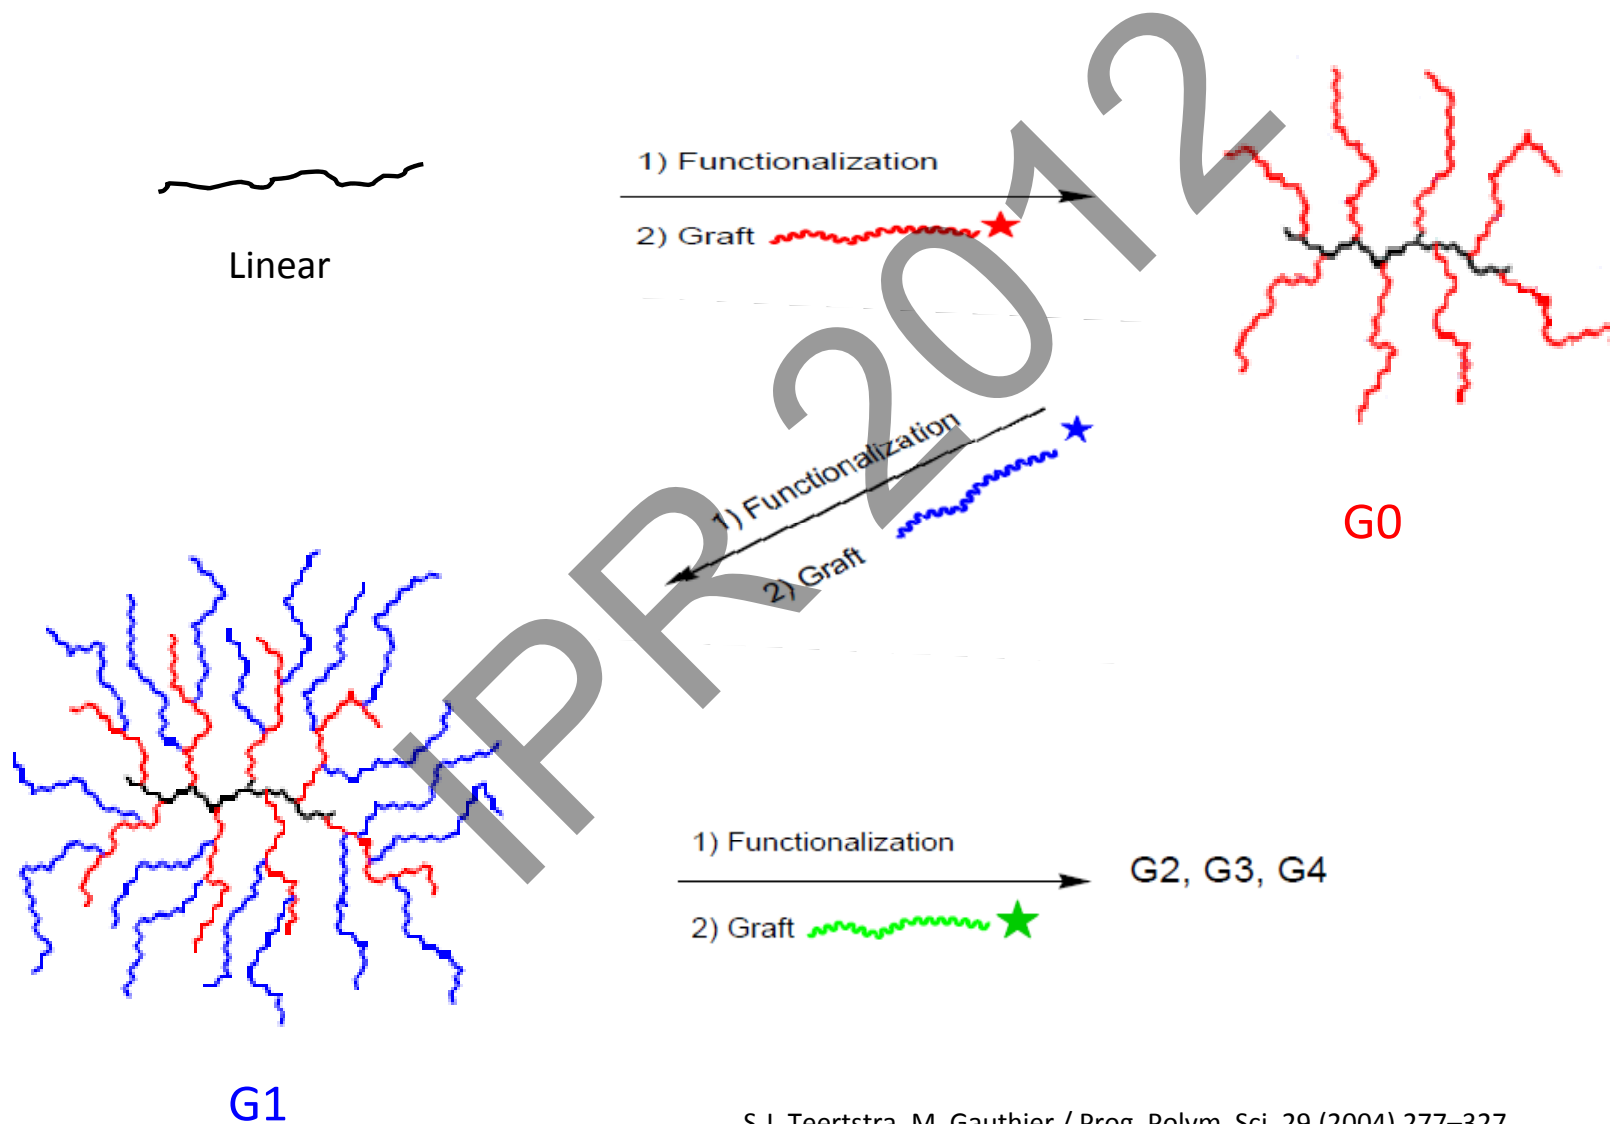 1) Functionalization
2) Graft
Linear
IPR 2012
1) Functionalization
2) Graft
G0
1) Functionalization
2) Graft
G2, G3, G4
G1
S.J. Teertstra, M. Gauthier / Prog. Polym. Sci. 29 (2004) 277–327